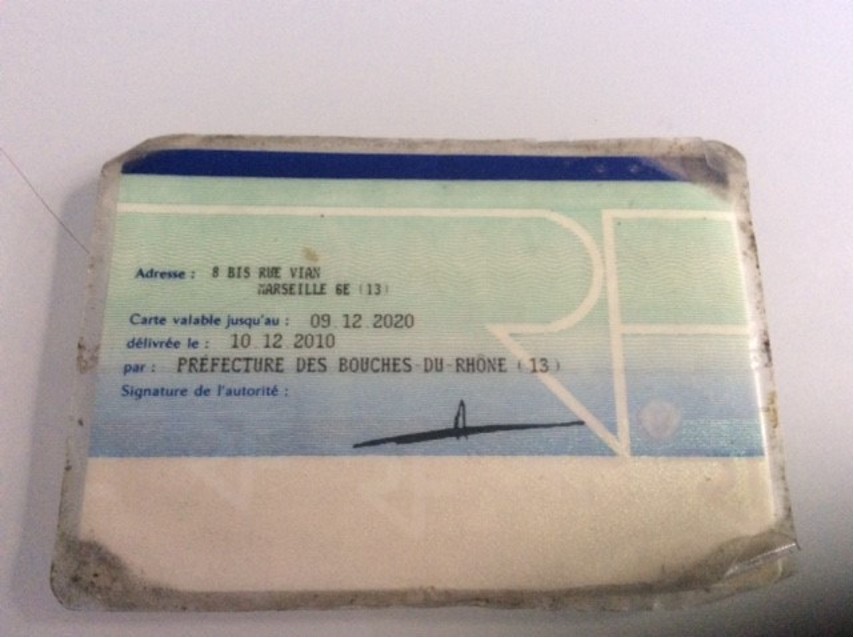 Adresse : 8 BIS RUE VIAN
MARSEILLE 6E (13)
Carte valable jusqu'au : 09.12.2020
délivrée le : 10.12.2010
par : PRÉFECTURE DES BOUCHES-DU-RHÔNE (13)
Signature de l'autorité :
RF